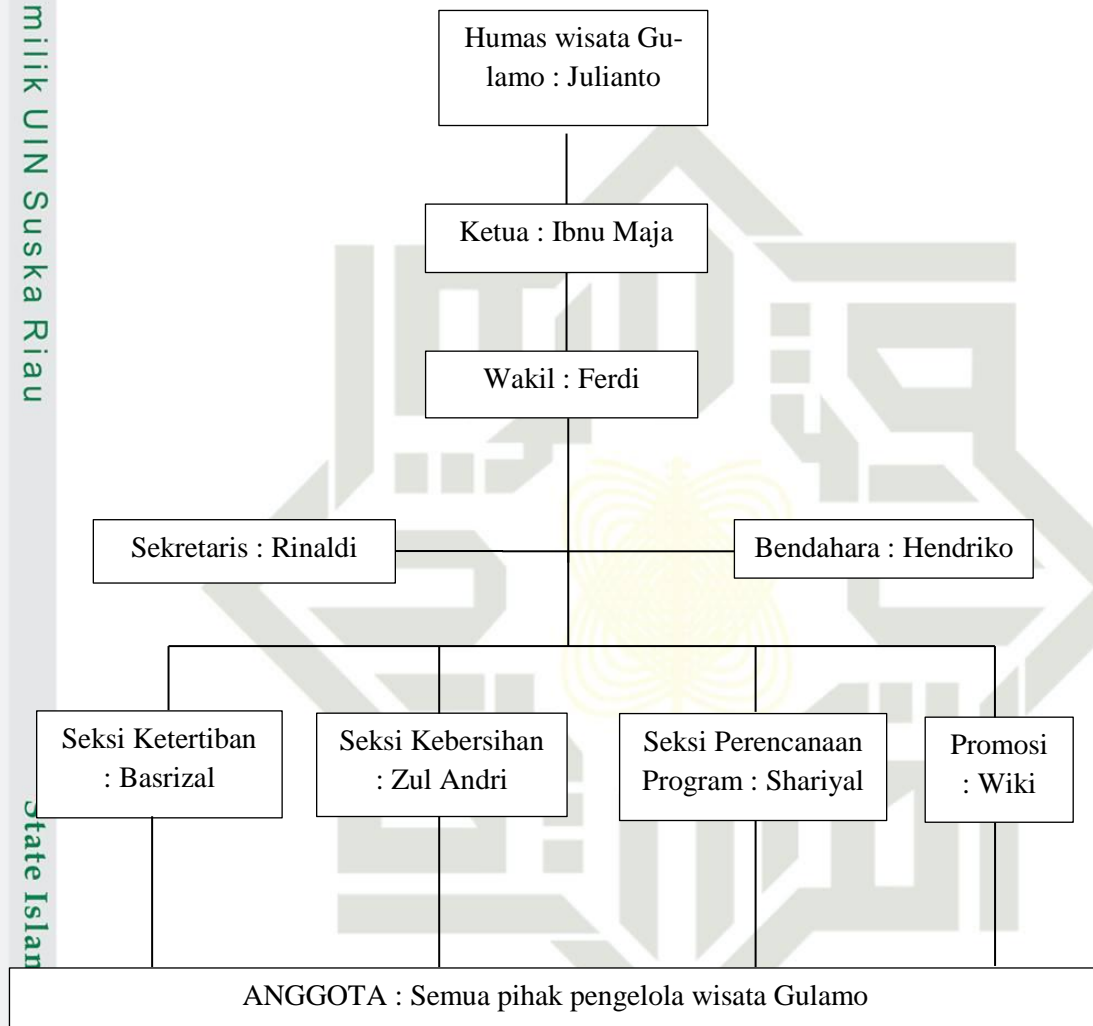 milik UIN Suska Riau
State Islan
Humas wisata Gu-
lamo : Julianto
Ketua : Ibnu Maja
Wakil : Ferdi
Sekretaris : Rinaldi
Bendahara : Hendriko
Seksi Ketertiban
: Basrizal
Seksi Kebersihan
: Zul Andri
Seksi Perencanaan
Program : Shariyal
Promosi
: Wiki
ANGGOTA : Semua pihak pengelola wisata Gulamo